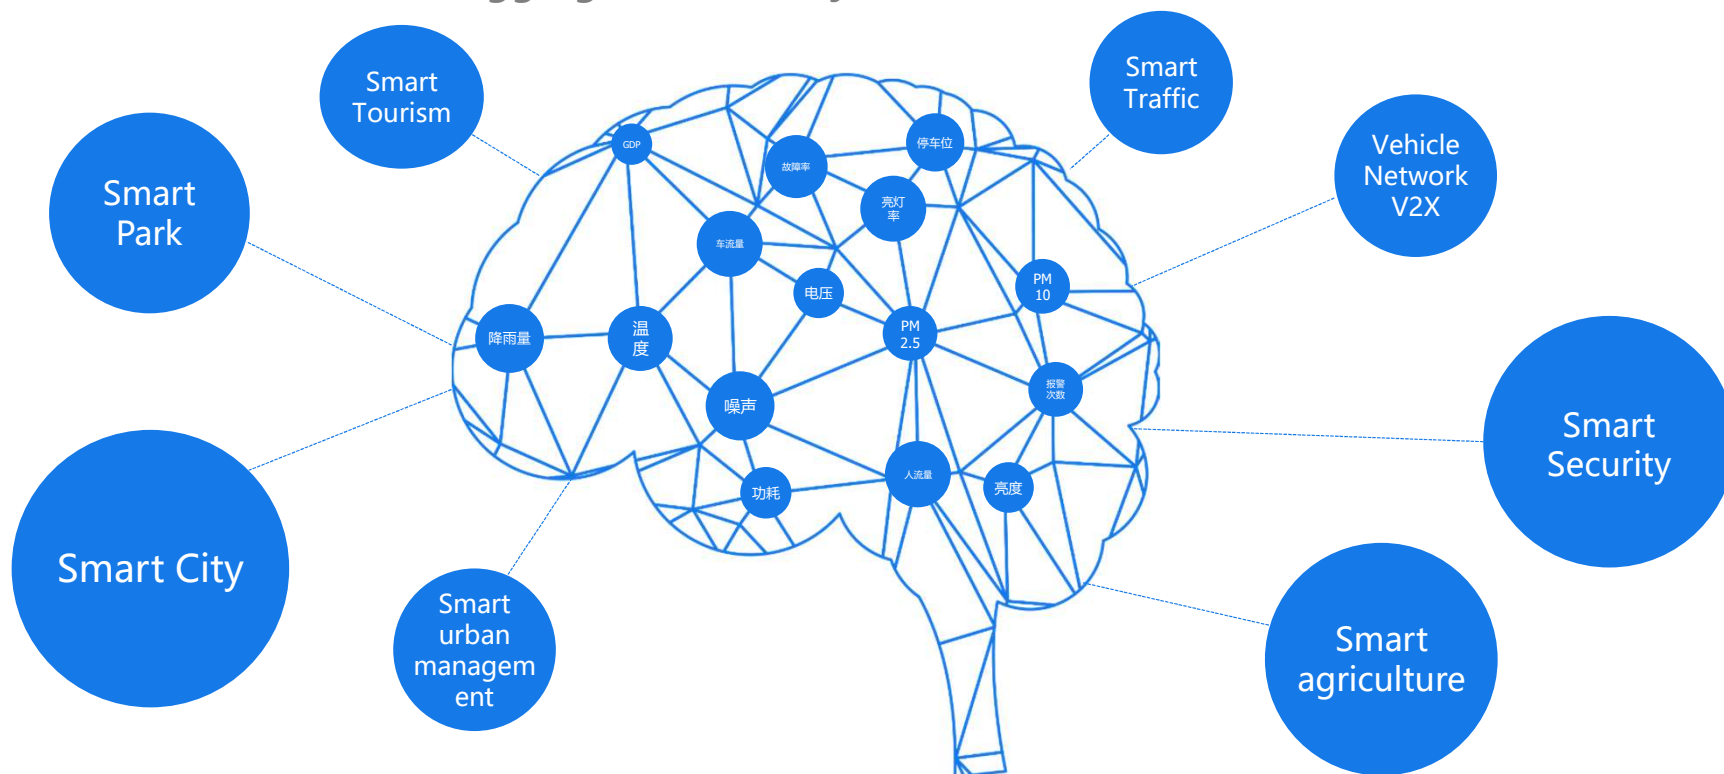 Smart
Tourism
Smart
Traffic
Vehicle
Network
V2X
Smart
Park
GDP
故障率
停车位
亮灯
率
车流量
电压
PM
10
降雨量
温
度
PM
2.5
报警
次数
噪声
Smart
Security
人流量
亮度
功耗
Smart City
Smart
urban
managem
ent
Smart
agriculture